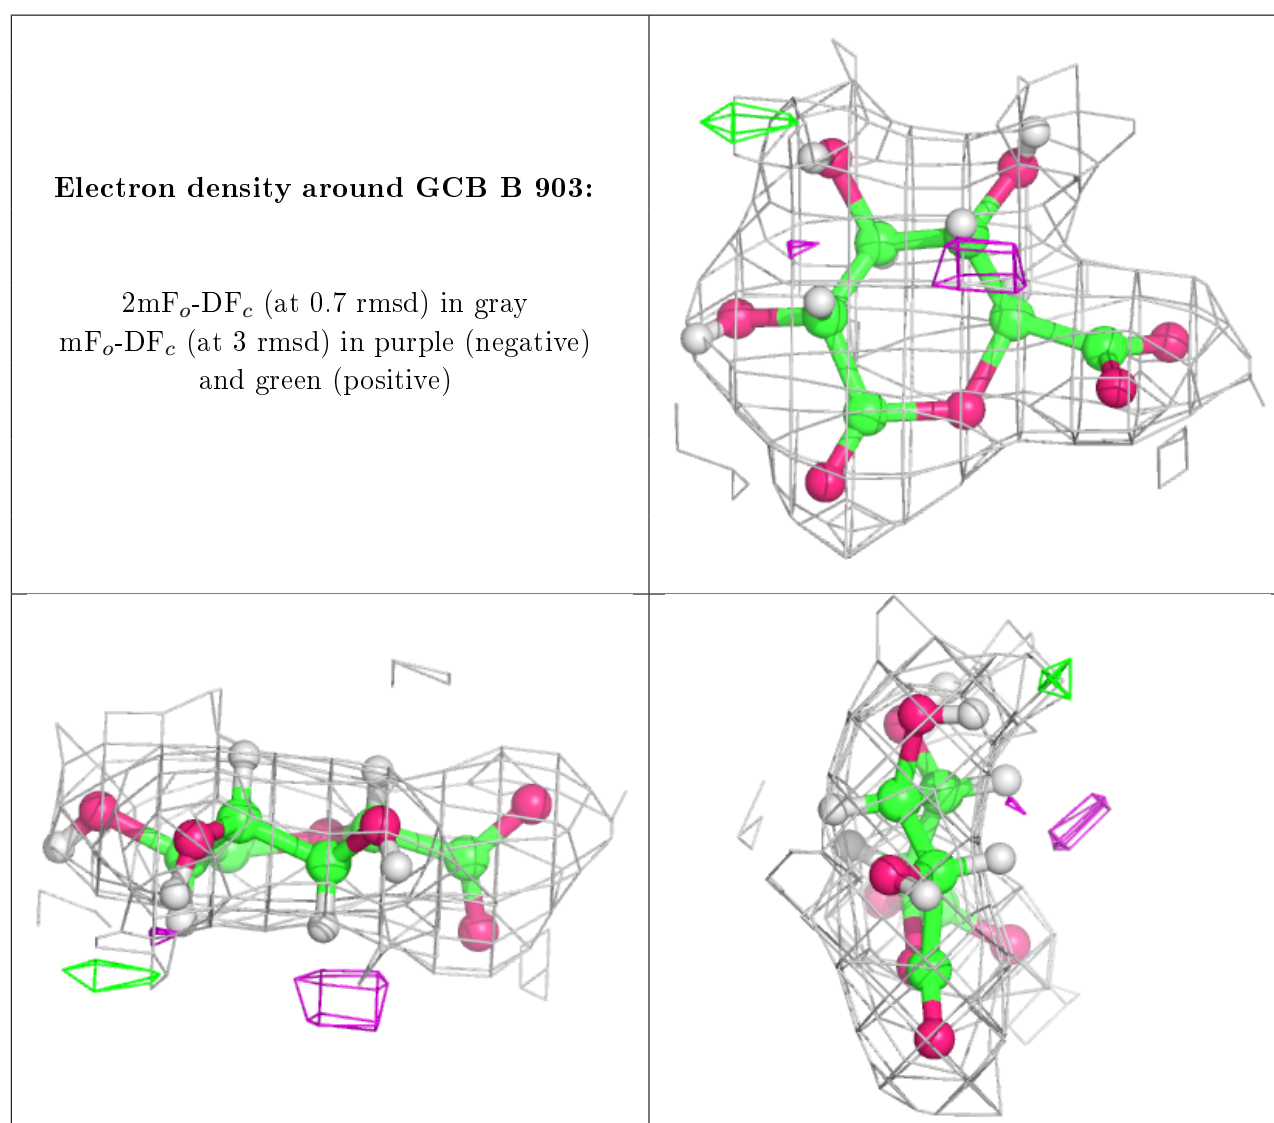 Electron density around GCB B 903:
2mFo-DFc (at 0.7 rmsd) in gray
mFo-DFc (at 3 rmsd) in purple (negative)
and green (positive)